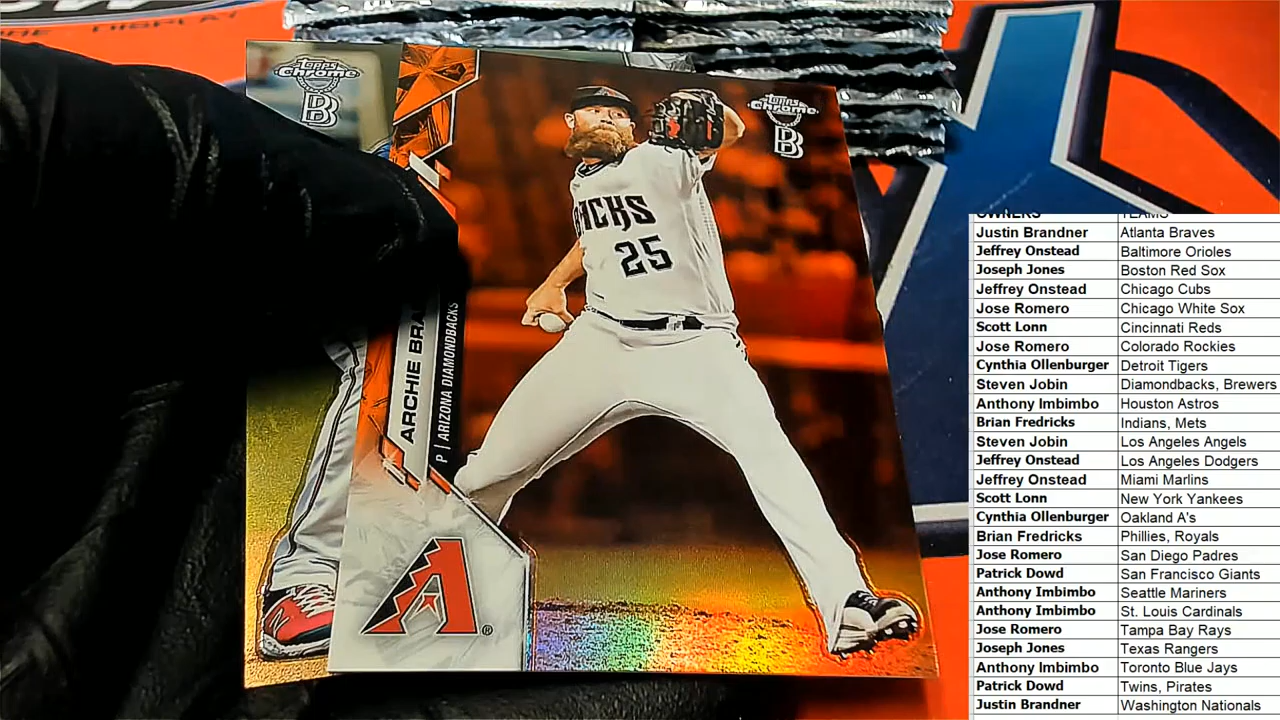 DISPLAY
Topps
Chrome
B
Topps
Chrome
B
BACKS
25
ARCHIE BRA
P | ARIZONA DIAMONDBACKS
A
®
OWNERS TEAMS
Justin Brandner Atlanta Braves
Jeffrey Onstead Baltimore Orioles
Joseph Jones Boston Red Sox
Jeffrey Onstead Chicago Cubs
Jose Romero Chicago White Sox
Scott Lonn Cincinnati Reds
Jose Romero Colorado Rockies
Cynthia Ollenburger Detroit Tigers
Steven Jobin Diamondbacks, Brewers
Anthony Imbimbo Houston Astros
Brian Fredricks Indians, Mets
Steven Jobin Los Angeles Angels
Jeffrey Onstead Los Angeles Dodgers
Jeffrey Onstead Miami Marlins
Scott Lonn New York Yankees
Cynthia Ollenburger Oakland A's
Brian Fredricks Phillies, Royals
Jose Romero San Diego Padres
Patrick Dowd San Francisco Giants
Anthony Imbimbo Seattle Mariners
Anthony Imbimbo St. Louis Cardinals
Jose Romero Tampa Bay Rays
Joseph Jones Texas Rangers
Anthony Imbimbo Toronto Blue Jays
Patrick Dowd Twins, Pirates
Justin Brandner Washington Nationals